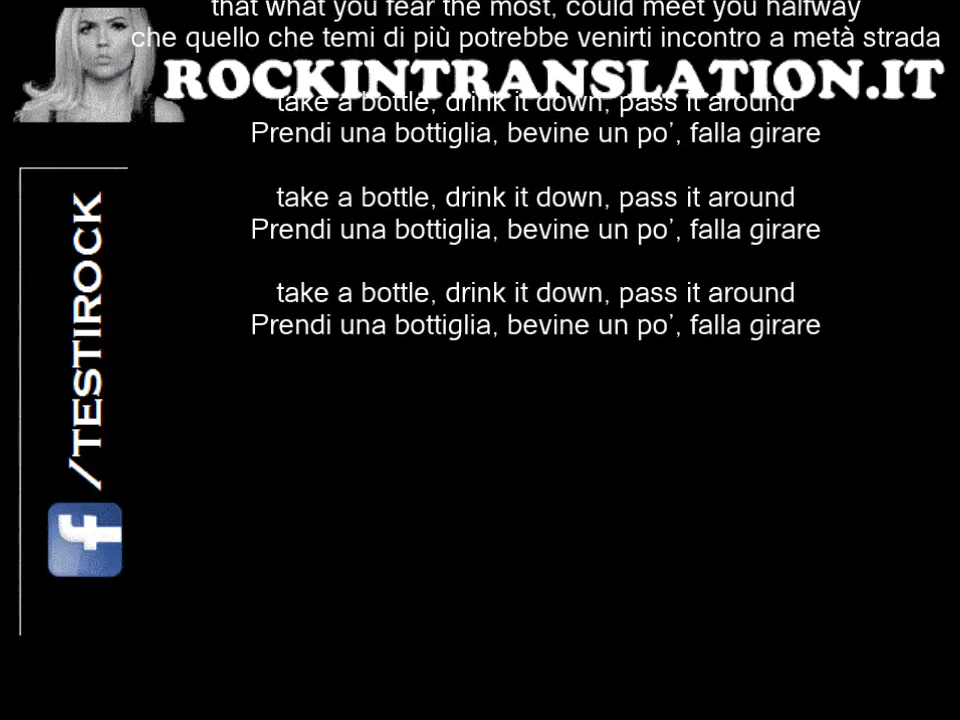 that what you fear the most, could meet you halfway
che quello che temi di più potrebbe venirti incontro a metà strada
ROCKINTRANSLATION.IT
take a bottle, drink it down, pass it around
Prendi una bottiglia, bevine un po’, falla girare
take a bottle, drink it down, pass it around
Prendi una bottiglia, bevine un po’, falla girare
take a bottle, drink it down, pass it around
Prendi una bottiglia, bevine un po’, falla girare
f /TESTIROCK